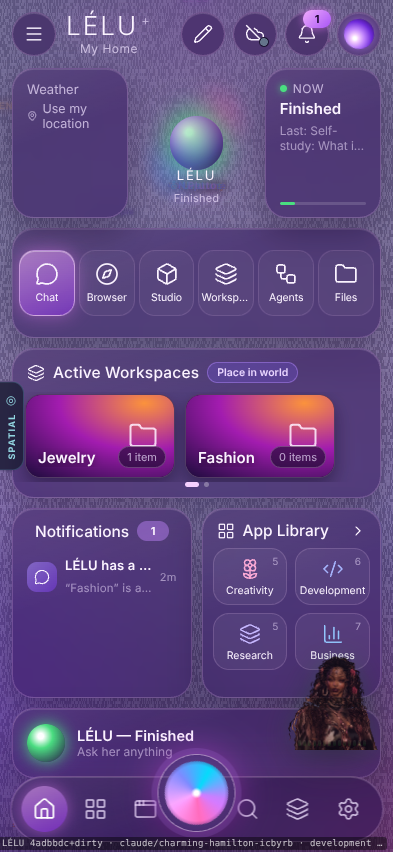 LÉLU +
My Home
1
Weather
Use my
location
LÉLU
Finished
NOW
Finished
Last: Self-
study: What i...
Chat
Browser
Studio
Worksp...
Agents
Files
Active Workspaces
Place in world
SPATIAL
Jewelry
1 item
Fashion
0 items
Notifications
1
LÉLU has a ...
"Fashion" is a...
2m
App Library
Creativity
5
Development
6
Research
5
Business
7
LÉLU — Finished
Ask her anything
LÉLU 4adbbdc+dirty · claude/charming-hamilton-icbyrb · development …